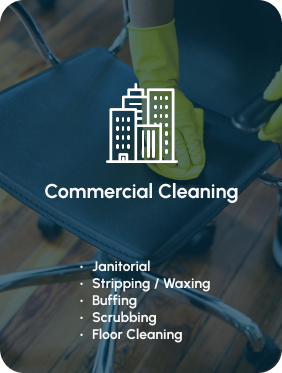 Commercial Cleaning
· Janitorial
· Stripping / Waxing
· Buffing
· Scrubbing
· Floor Cleaning